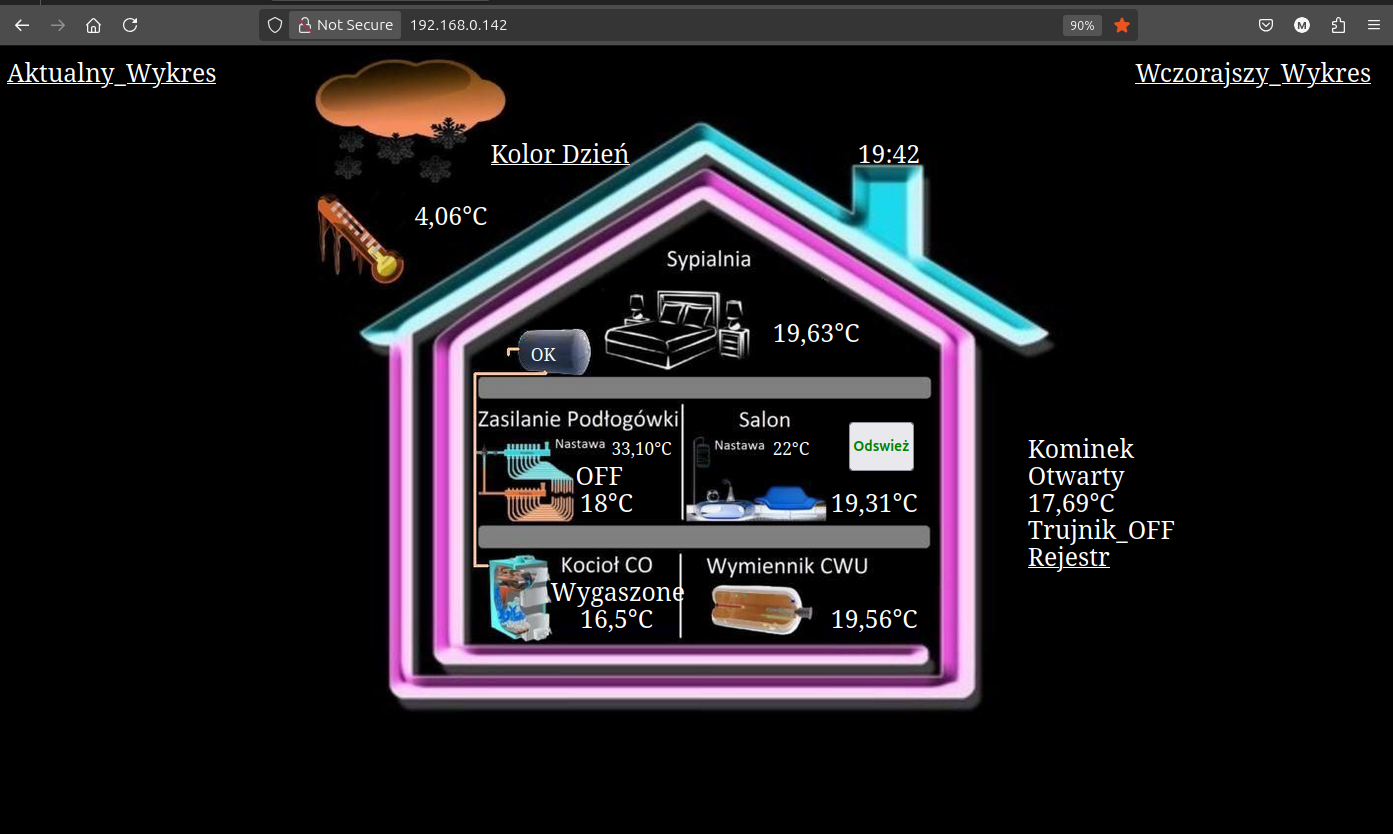 Not Secure 192.168.0.142 90% M
Aktualny_Wykres
Wczorajszy_Wykres
Kolor Dzień
19:42
4,06°C
Sypialnia
19,63°C
OK
Zasilanie Podłogówki
Nastawa 33,10°C
OFF
18°C
Salon
Nastawa 22°C
Odswież
19,31°C
Kominek
Otwarty
17,69°C
Trujnik_OFF
Rejestr
Kocioł CO
Wygaszone
16,5°C
Wymiennik CWU
19,56°C